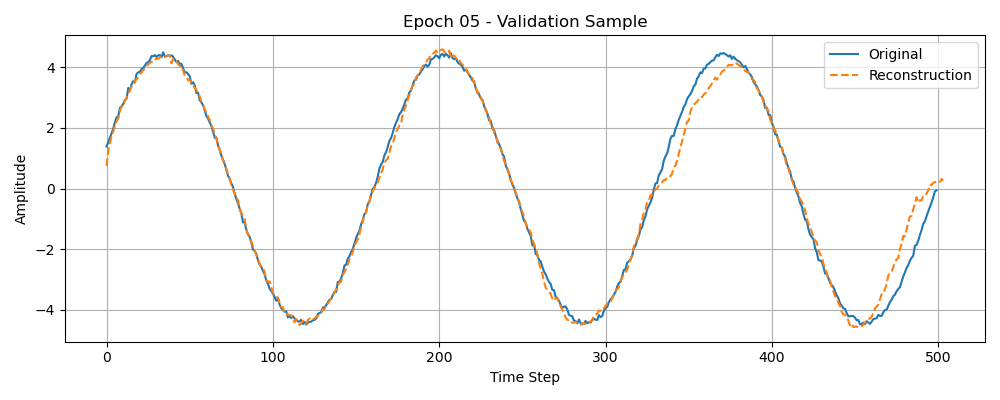 Epoch 05 - Validation Sample
Original
Reconstruction
Amplitude
4
2
0
−2
−4
0 100 200 300 400 500
Time Step